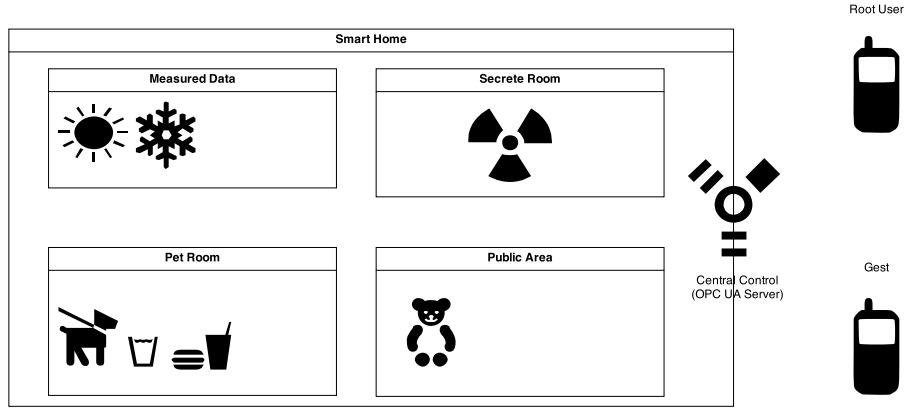 Root User
Smart Home
Measured Data
Secrete Room
Pet Room
Public Area
Central Control
(OPC UA Server)
Gest